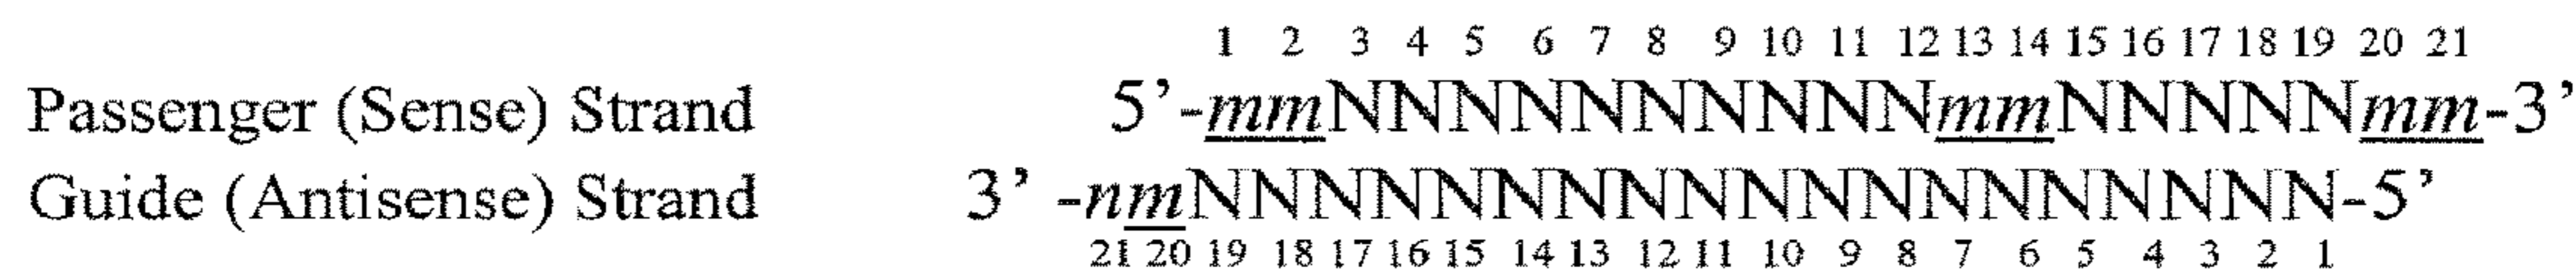 1 2 3 4 5 6 7 8 9 10 11 12 13 14 15 16 17 18 19 20 21
Passenger (Sense) Strand 5’-mmNNNNNNNNNNmmNNNNNmm-3’
Guide (Antisense) Strand 3’ -nmNNNNNNNNNNNNNNNNNNN-5’
21 20 19 18 17 16 15 14 13 12 11 10 9 8 7 6 5 4 3 2 1